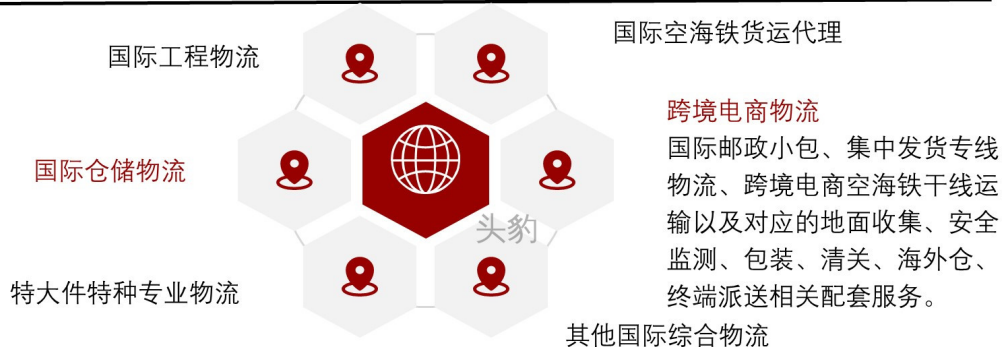 国际工程物流
国际空海铁货运代理
国际仓储物流
跨境电商物流
国际邮政小包、集中发货专线
物流、跨境电商空海铁干线运
输以及对应的地面收集、安全
监测、包装、清关、海外仓、
终端派送相关配套服务。
头豹
特大件特种专业物流
其他国际综合物流